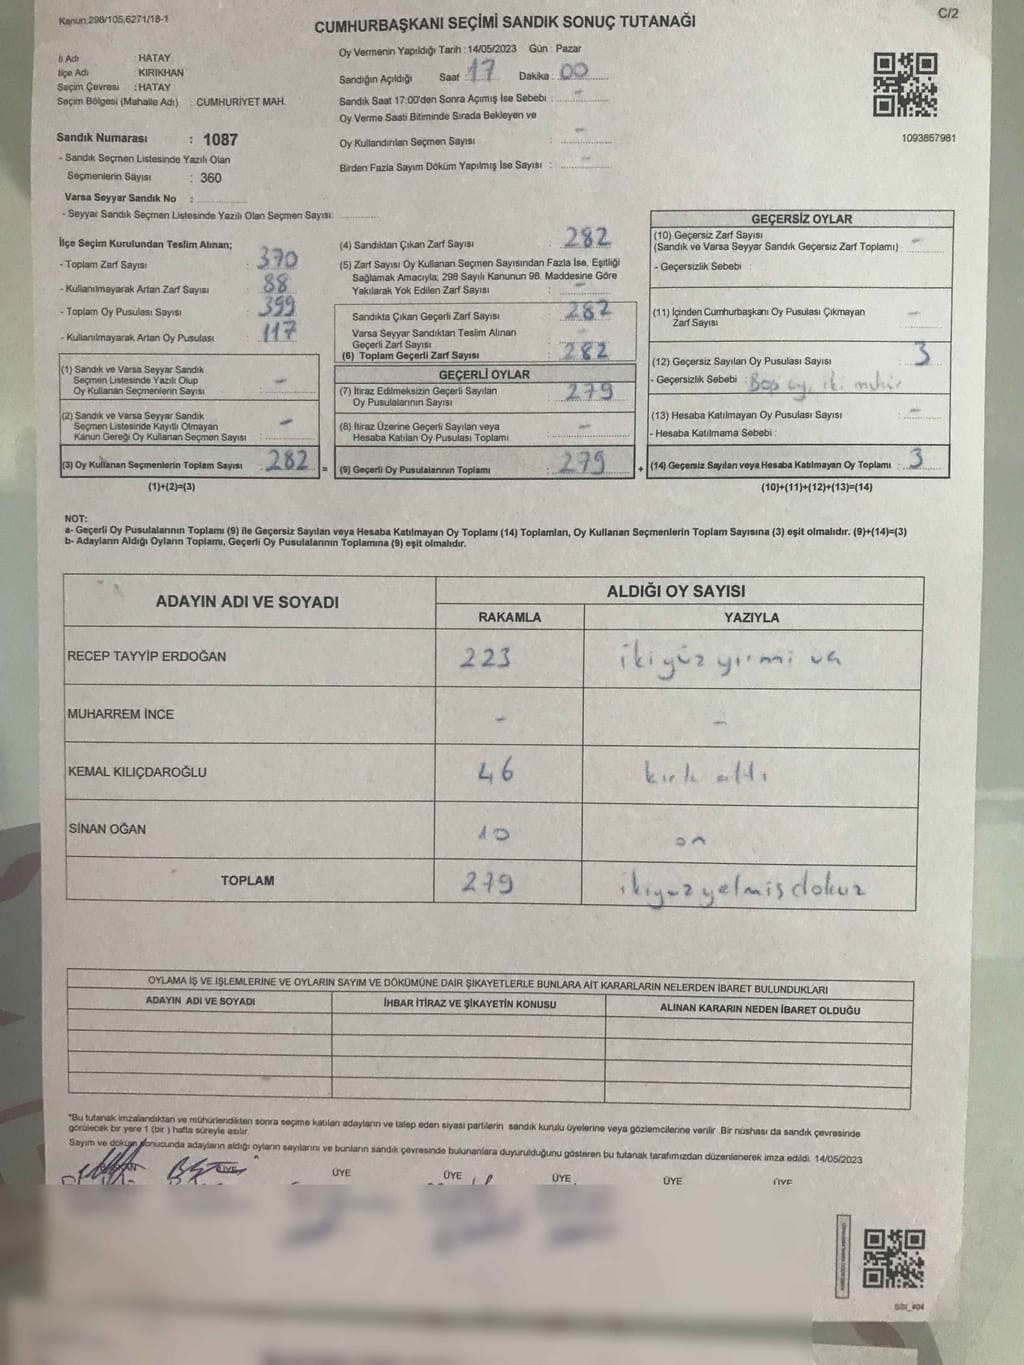 Kanun,298/105,6271/18-1
CUMHURBAŞKANI SEÇİMİ SANDIK SONUÇ TUTANAĞI
C/2
İl Adı : HATAY
İlçe Adı : KIRIKHAN
Seçim Çevresi : HATAY
Seçim Bölgesi (Mahalle Adı) : CUMHURİYET MAH.
Sandık Numarası : 1087
- Sandık Seçmen Listesinde Yazılı Olan
Seçmenlerin Sayısı : 360
Varsa Seyyar Sandık No :
- Seyyar Sandık Seçmen Listesinde Yazılı Olan Seçmen Sayısı:
Oy Vermenin Yapıldığı Tarih : 14/05/2023 Gün : Pazar
Sandığın Açıldığı Saat : 17 Dakika : 00
Sandık Saat 17:00'den Sonra Açımış İse Sebebi : -
Oy Verme Saati Bitiminde Sırada Bekleyen ve
Oy Kullandırılan Seçmen Sayısı : -
Birden Fazla Sayım Döküm Yapılmış İse Sayısı : -
1093857981
İlçe Seçim Kurulundan Teslim Alınan;
- Toplam Zarf Sayısı : 370
- Kullanılmayarak Artan Zarf Sayısı : 88
- Toplam Oy Pusulası Sayısı : 399
- Kullanılmayarak Artan Oy Pusulası : 117
(1) Sandık ve Varsa Seyyar Sandık
Seçmen Listesinde Yazılı Olup
Oy Kullanan Seçmenlerin Sayısı : -
(2) Sandık ve Varsa Seyyar Sandık
Seçmen Listesinde Kayıtlı Olmayan
Kanun Gereği Oy Kullanan Seçmen Sayısı : -
(3) Oy Kullanan Seçmenlerin Toplam Sayısı : 282 =
(1)+(2)=(3)
(4) Sandıktan Çıkan Zarf Sayısı : 282
(5) Zarf Sayısı Oy Kullanan Seçmen Sayısından Fazla İse, Eşitliği
Sağlamak Amacıyla; 298 Sayılı Kanunun 98. Maddesine Göre
Yakılarak Yok Edilen Zarf Sayısı : -
Sandıkta Çıkan Geçerli Zarf Sayısı : 282
Varsa Seyyar Sandıktan Teslim Alınan
Geçerli Zarf Sayısı : -
(6) Toplam Geçerli Zarf Sayısı : 282
GEÇERLİ OYLAR
(7) İtiraz Edilmeksizin Geçerli Sayılan
Oy Pusulalarının Sayısı : 279
(8) İtiraz Üzerine Geçerli Sayılan veya
Hesaba Katılan Oy Pusulası Toplamı : -
(9) Geçerli Oy Pusulalarının Toplamı : 279 +
GEÇERSİZ OYLAR
(10) Geçersiz Zarf Sayısı
(Sandık ve Varsa Seyyar Sandık Geçersiz Zarf Toplamı) : -
- Geçersizlik Sebebi :
(11) İçinden Cumhurbaşkanı Oy Pusulası Çıkmayan
Zarf Sayısı -
(12) Geçersiz Sayılan Oy Pusulası Sayısı : 3
- Geçersizlik Sebebi : Boş oy, iki mühür
(13) Hesaba Katılmayan Oy Pusulası Sayısı : -
- Hesaba Katılmama Sebebi :
(14) Geçersiz Sayılan veya Hesaba Katılmayan Oy Toplamı : 3
(10)+(11)+(12)+(13)=(14)
NOT:
a- Geçerli Oy Pusulalarının Toplamı (9) ile Geçersiz Sayılan veya Hesaba Katılmayan Oy Toplamı (14) Toplamları, Oy Kullanan Seçmenlerin Toplam Sayısına (3) eşit olmalıdır. (9)+(14)=(3)
b- Adayların Aldığı Oyların Toplamı, Geçerli Oy Pusulalarının Toplamına (9) eşit olmalıdır.
ADAYIN ADI VE SOYADI
ALDIĞI OY SAYISI
RAKAMLA YAZIYLA
RECEP TAYYİP ERDOĞAN 223 ikiyüz yirmi üç
MUHARREM İNCE - -
KEMAL KILIÇDAROĞLU 46 kırk altı
SİNAN OĞAN 10 on
TOPLAM 279 ikiyüz yetmiş dokuz
OYLAMA İŞ VE İŞLEMLERİNE VE OYLARIN SAYIM VE DÖKÜMÜNE DAİR ŞİKAYETLERLE BUNLARA AİT KARARLARIN NELERDEN İBARET BULUNDUKLARI
ADAYIN ADI VE SOYADI İHBAR İTİRAZ VE ŞİKAYETİN KONUSU ALINAN KARARIN NEDEN İBARET OLDUĞU
*Bu tutanak imzalandıktan ve mühürlendikten sonra seçime katılan adayların ve talep eden siyasi partilerin sandık kurulu üyelerine veya gözlemcilerine verilir. Bir nüshası da sandık çevresinde
görülecek bir yere 1 (bir ) hafta süreyle asılır.
Sayım ve döküm sonucunda adayların aldığı oyların sayılarını ve bunların sandık çevresinde bulunanlara duyurulduğunu gösteren bu tutanak tarafımızdan düzenlenerek imza edildi. 14/05/2023
BAŞKAN ÜYE ÜYE ÜYE ÜYE ÜYE ÜYE